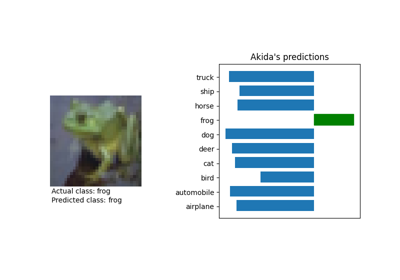 Akida's predictions
truck
ship
horse
frog
dog
deer
cat
bird
automobile
airplane
Actual class: frog
Predicted class: frog